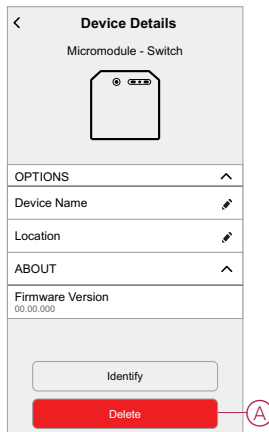 Device Details
Micromodule - Switch
OPTIONS
Device Name
Location
ABOUT
Firmware Version
00.00.000
Identify
Delete
A